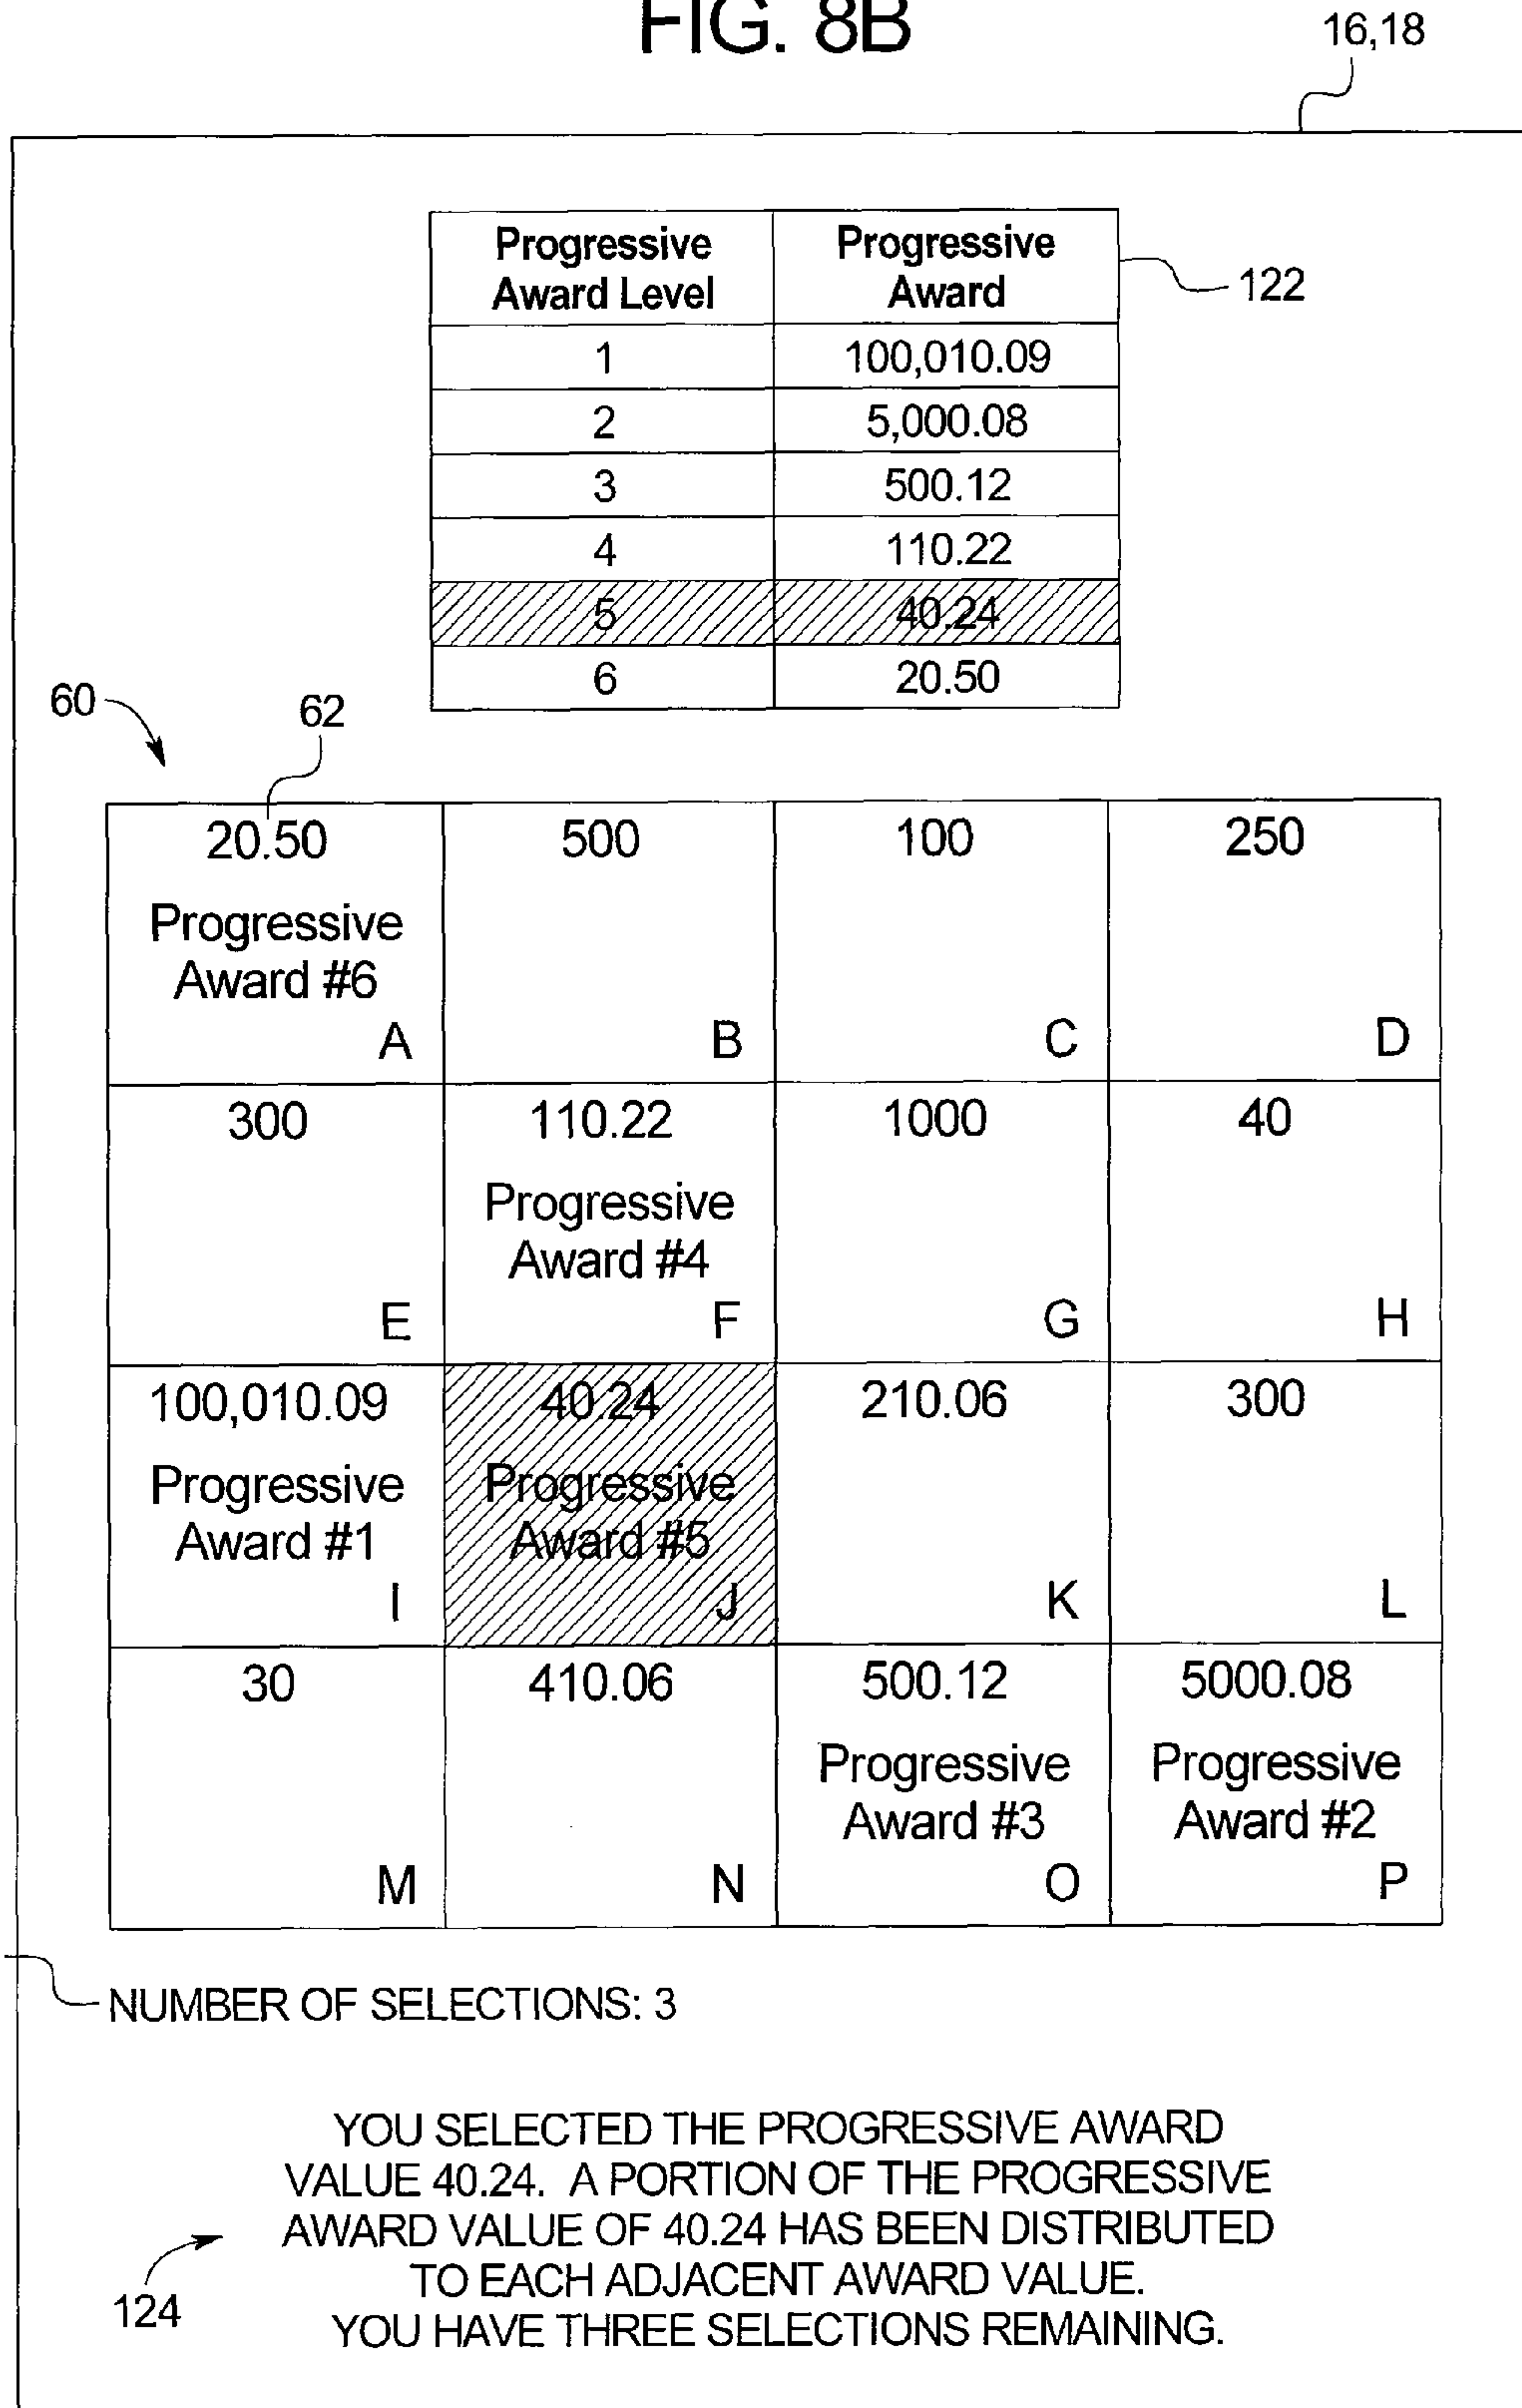 FIG. 8B
16,18
Progressive Award Level Progressive Award
122
1 100,010.09
2 5,000.08
3 500.12
4 110.22
5 40.24
6 20.50
60
62
20.50 500 100 250
Progressive
Award #6
A B C D
300 110.22 1000 40
Progressive
Award #4
E F G H
100,010.09 40.24 210.06 300
Progressive Progressive
Award #1 Award #5
I J K L
30 410.06 500.12 5000.08
Progressive Progressive
Award #3 Award #2
M N O P
NUMBER OF SELECTIONS: 3
YOU SELECTED THE PROGRESSIVE AWARD
VALUE 40.24. A PORTION OF THE PROGRESSIVE
AWARD VALUE OF 40.24 HAS BEEN DISTRIBUTED
TO EACH ADJACENT AWARD VALUE.
YOU HAVE THREE SELECTIONS REMAINING.
124